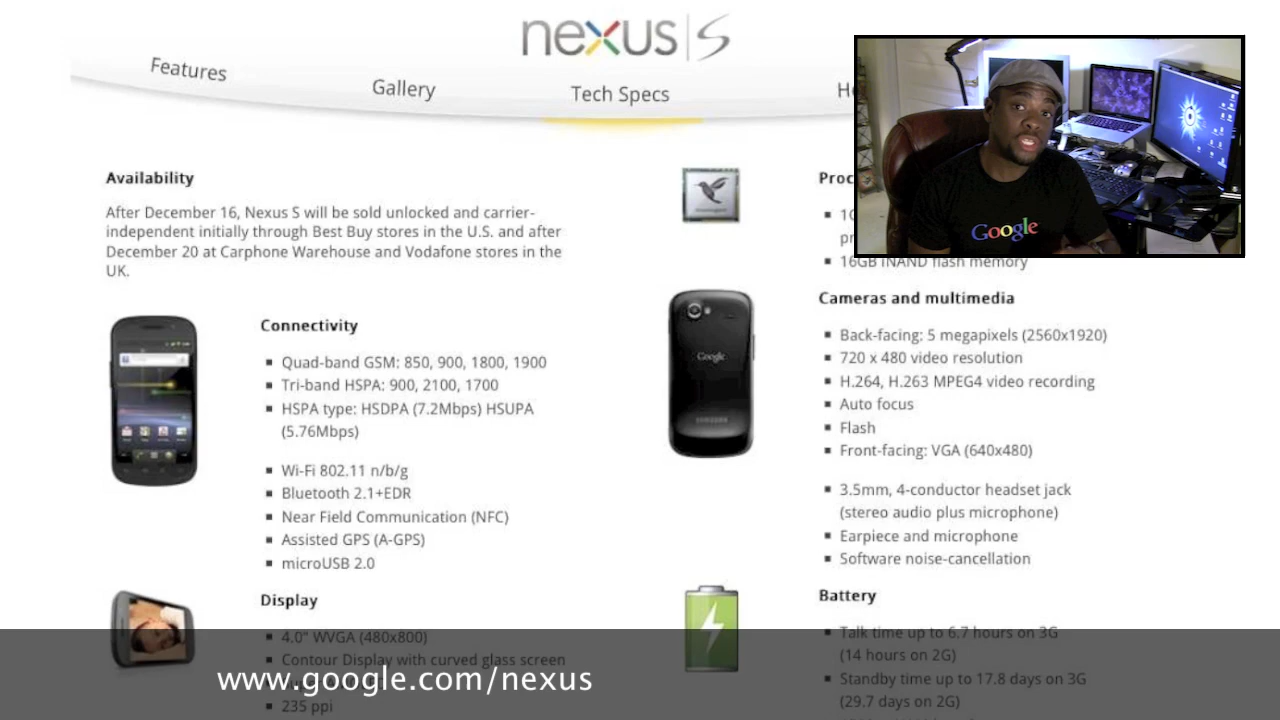 nexus S
Features
Gallery
Tech Specs
Availability
After December 16, Nexus S will be sold unlocked and carrier-
independent initially through Best Buy stores in the U.S. and after
December 20 at Carphone Warehouse and Vodafone stores in the
UK.
Connectivity
Quad-band GSM: 850, 900, 1800, 1900
Tri-band HSPA: 900, 2100, 1700
HSPA type: HSDPA (7.2Mbps) HSUPA
(5.76Mbps)
Wi-Fi 802.11 n/b/g
Bluetooth 2.1+EDR
Near Field Communication (NFC)
Assisted GPS (A-GPS)
microUSB 2.0
Display
4.0" WVGA (480x800)
Contour Display with curved glass screen
235 ppi
16GB iNAND flash memory
Cameras and multimedia
Back-facing: 5 megapixels (2560x1920)
720 x 480 video resolution
H.264, H.263 MPEG4 video recording
Auto focus
Flash
Front-facing: VGA (640x480)
3.5mm, 4-conductor headset jack
(stereo audio plus microphone)
Earpiece and microphone
Software noise-cancellation
Battery
Talk time up to 6.7 hours on 3G
(14 hours on 2G)
Standby time up to 17.8 days on 3G
(29.7 days on 2G)
Google
Google
SAMSUNG
www.google.com/nexus